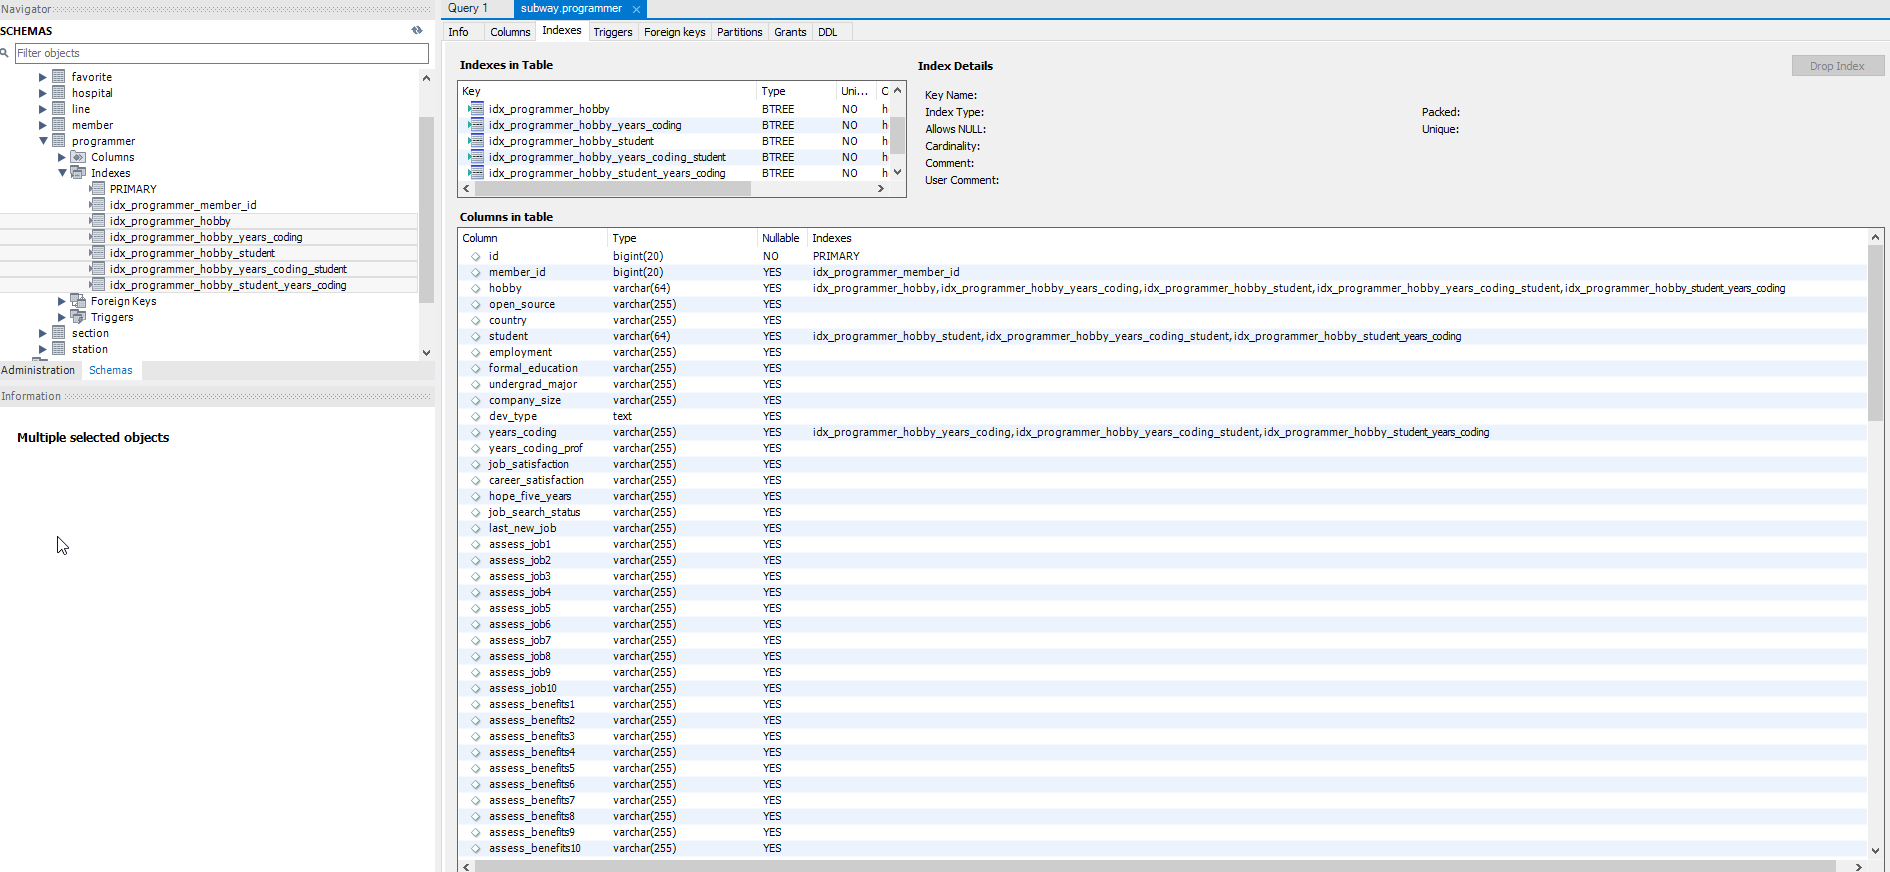 Navigator
SCHEMAS
Filter objects
favorite
hospital
line
member
programmer
Columns
Indexes
PRIMARY
idx_programmer_member_id
idx_programmer_hobby
idx_programmer_hobby_years_coding
idx_programmer_hobby_student
idx_programmer_hobby_years_coding_student
idx_programmer_hobby_student_years_coding
Foreign Keys
Triggers
section
station
Administration Schemas
Information
Multiple selected objects
Query 1 subway.programmer
Info Columns Indexes Triggers Foreign keys Partitions Grants DDL
Indexes in Table
Key Type Uni... C
idx_programmer_hobby BTREE NO h
idx_programmer_hobby_years_coding BTREE NO h
idx_programmer_hobby_student BTREE NO h
idx_programmer_hobby_years_coding_student BTREE NO h
idx_programmer_hobby_student_years_coding BTREE NO h
Index Details
Drop Index
Key Name:
Index Type: Packed:
Allows NULL: Unique:
Cardinality:
Comment:
User Comment:
Columns in table
Column Type Nullable Indexes
id bigint(20) NO PRIMARY
member_id bigint(20) YES idx_programmer_member_id
hobby varchar(64) YES idx_programmer_hobby,idx_programmer_hobby_years_coding,idx_programmer_hobby_student,idx_programmer_hobby_years_coding_student,idx_programmer_hobby_student_years_coding
open_source varchar(255) YES
country varchar(255) YES
student varchar(64) YES idx_programmer_hobby_student,idx_programmer_hobby_years_coding_student,idx_programmer_hobby_student_years_coding
employment varchar(255) YES
formal_education varchar(255) YES
undergrad_major varchar(255) YES
company_size varchar(255) YES
dev_type text YES
years_coding varchar(255) YES idx_programmer_hobby_years_coding,idx_programmer_hobby_years_coding_student,idx_programmer_hobby_student_years_coding
years_coding_prof varchar(255) YES
job_satisfaction varchar(255) YES
career_satisfaction varchar(255) YES
hope_five_years varchar(255) YES
job_search_status varchar(255) YES
last_new_job varchar(255) YES
assess_job1 varchar(255) YES
assess_job2 varchar(255) YES
assess_job3 varchar(255) YES
assess_job4 varchar(255) YES
assess_job5 varchar(255) YES
assess_job6 varchar(255) YES
assess_job7 varchar(255) YES
assess_job8 varchar(255) YES
assess_job9 varchar(255) YES
assess_job10 varchar(255) YES
assess_benefits1 varchar(255) YES
assess_benefits2 varchar(255) YES
assess_benefits3 varchar(255) YES
assess_benefits4 varchar(255) YES
assess_benefits5 varchar(255) YES
assess_benefits6 varchar(255) YES
assess_benefits7 varchar(255) YES
assess_benefits8 varchar(255) YES
assess_benefits9 varchar(255) YES
assess_benefits10 varchar(255) YES